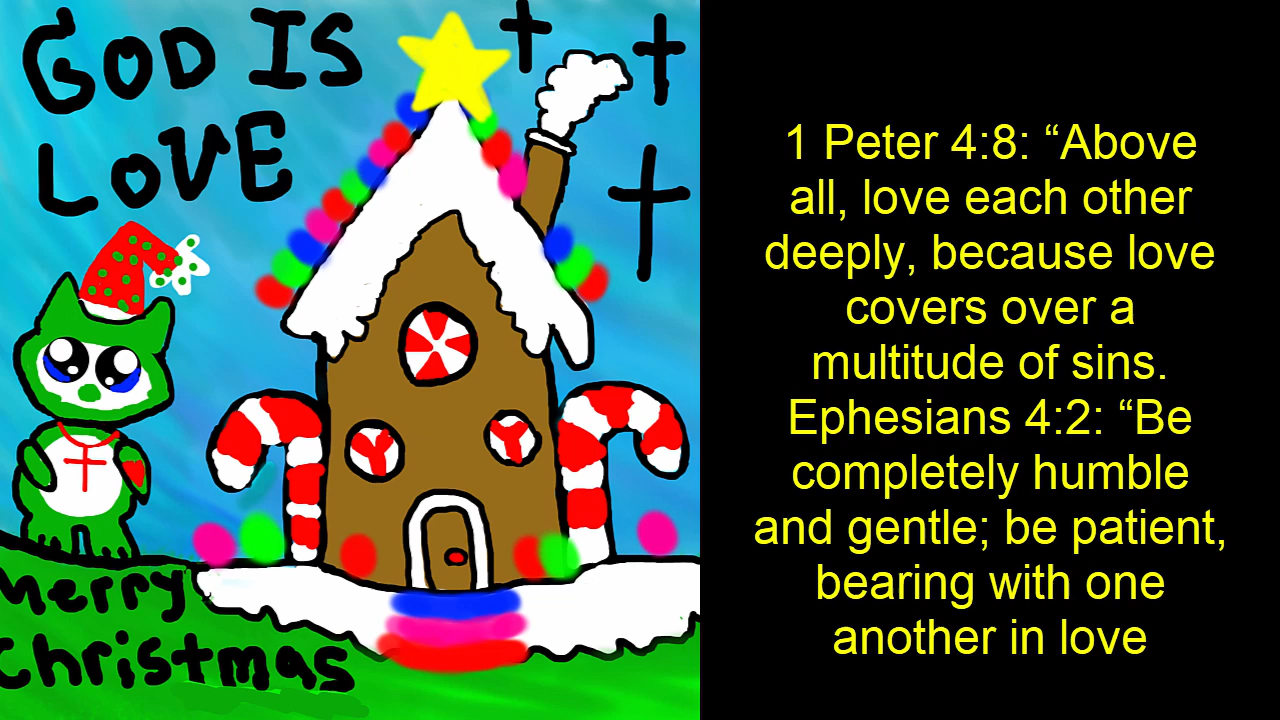 GOD IS
LOVE
Merry
Christmas
1 Peter 4:8: “Above
all, love each other
deeply, because love
covers over a
multitude of sins.
Ephesians 4:2: “Be
completely humble
and gentle; be patient,
bearing with one
another in love